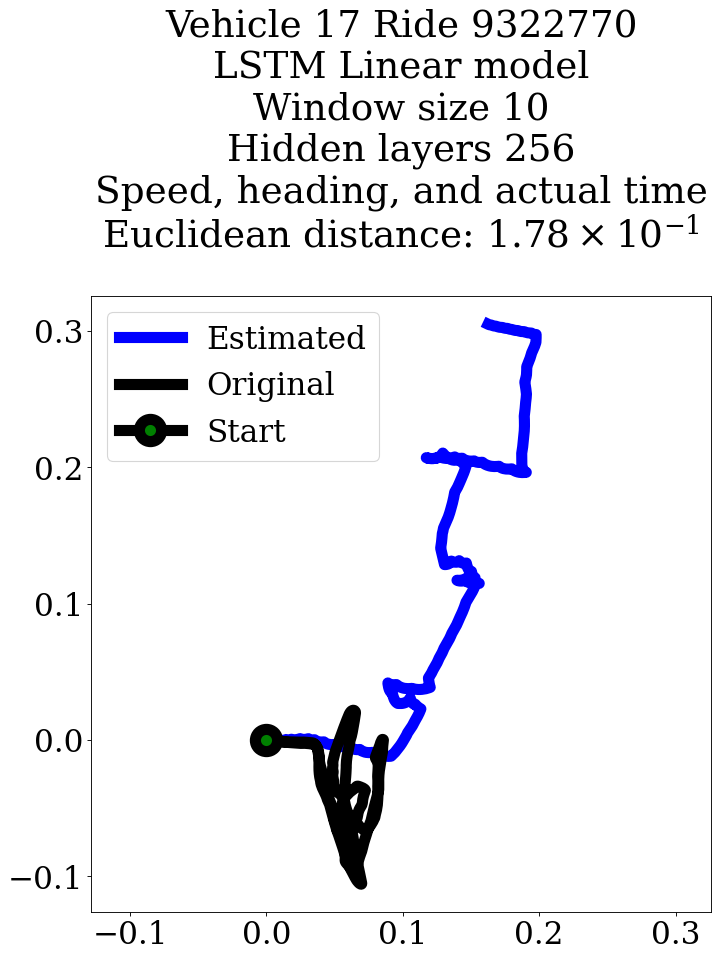 Vehicle 17 Ride 9322770
LSTM Linear model
Window size 10
Hidden layers 256
Speed, heading, and actual time
Euclidean distance: 1.78 × 10⁻¹
Estimated
Original
Start
0.3
0.2
0.1
0.0
−0.1
−0.1 0.0 0.1 0.2 0.3